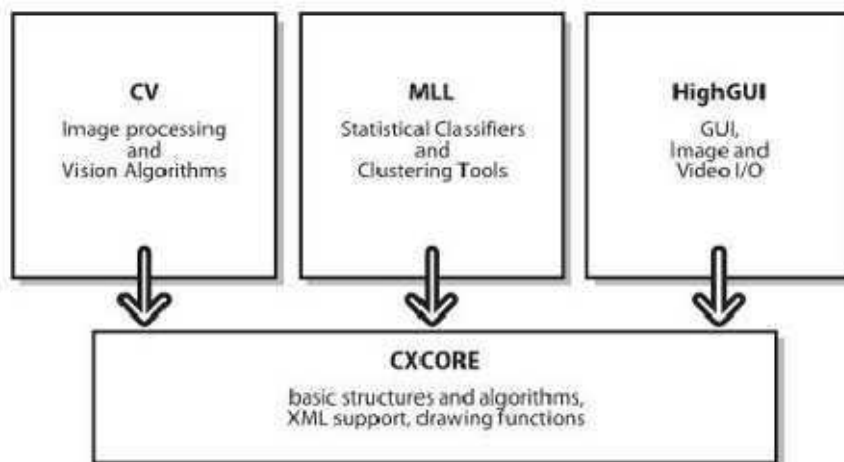 CV
Image processing
and
Vision Algorithms
MLL
Statistical Classifiers
and
Clustering Tools
HighGUI
GUI,
Image and
Video I/O
CXCORE
basic structures and algorithms,
XML support, drawing functions